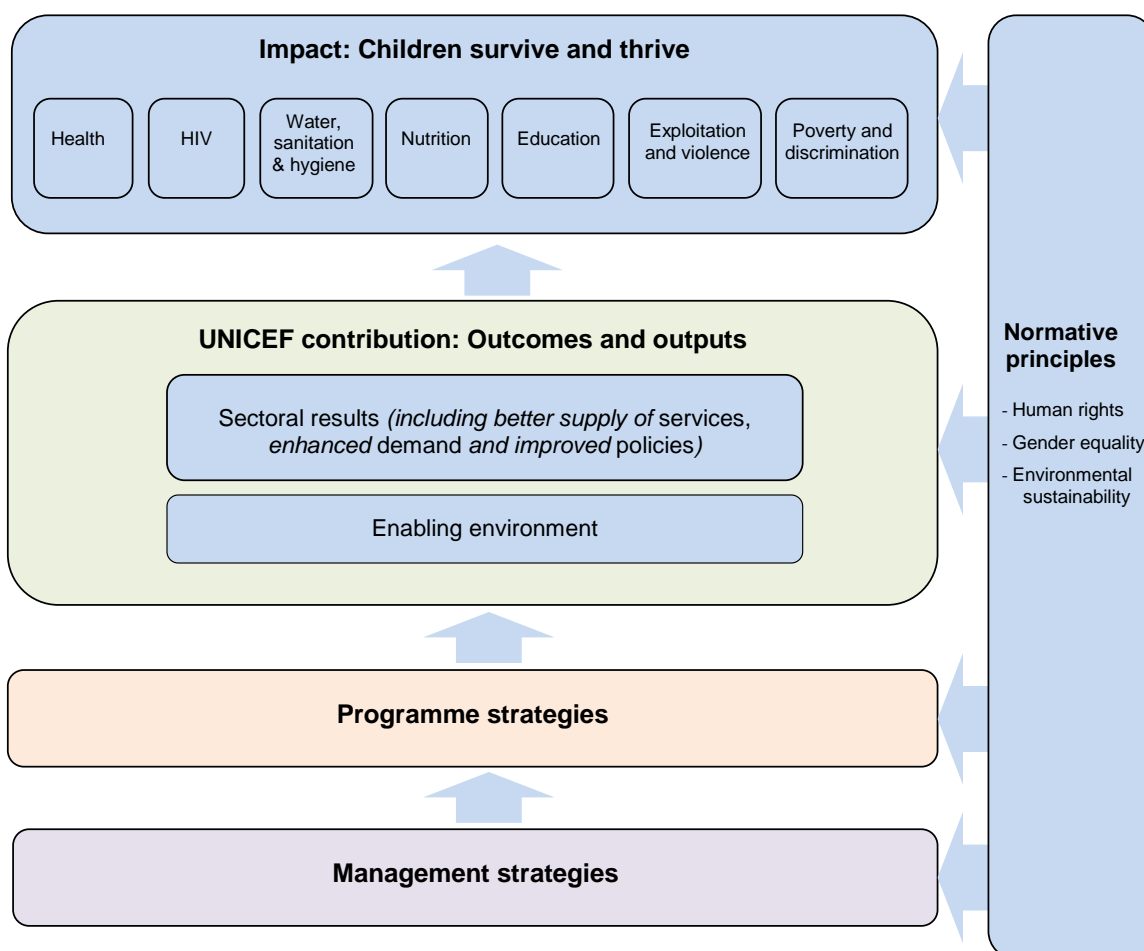 Impact: Children survive and thrive
Health
HIV
Water,
sanitation
& hygiene
Nutrition
Education
Exploitation
and violence
Poverty and
discrimination
UNICEF contribution: Outcomes and outputs
Sectoral results (including better supply of services,
enhanced demand and improved policies)
Enabling environment
Programme strategies
Management strategies
Normative
principles
- Human rights
- Gender equality
- Environmental
sustainability